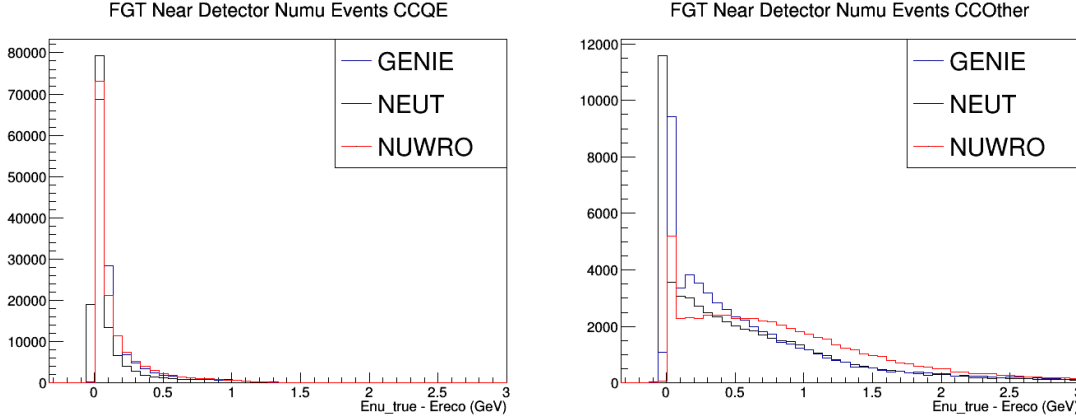 FGT Near Detector Numu Events CCQE
GENIE
NEUT
NUWRO
80000
70000
60000
50000
40000
30000
20000
10000
0
0 0.5 1 1.5 2 2.5 3
Enu_true - Ereco (GeV)
FGT Near Detector Numu Events CCOther
GENIE
NEUT
NUWRO
12000
10000
8000
6000
4000
2000
0
0 0.5 1 1.5 2 2.5 3
Enu_true - Ereco (GeV)